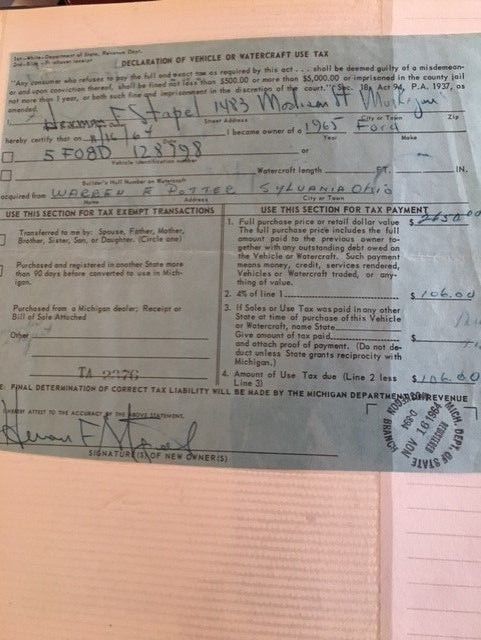 1st-White-Department of State, Revenue Dept.
2nd-Blue- receipt
DECLARATION OF VEHICLE OR WATERCRAFT USE TAX
"Any consumer who refuses to pay the full and exact tax as required by this act . . . shall be deemed guilty of a misdemean-
or and upon conviction thereof, shall be fined not less than $500.00 or more than $5,000.00 or imprisoned in the county jail
not more than 1 year, or both such fine and imprisonment in the discretion of the court." (Sec. 18, Act 94, P.A. 1937, as
amended.
I, Herman F Stapel 1483 Madison St Muskegon
Street Address City or Town Zip
hereby certify that on I became owner of a 1965 Ford
Year Make
5F08D 128998 or
Vehicle Identification number
Watercraft length FT. IN.
Builder's Hull Number on Watercraft
acquired from WARREN E POTTER SYLVANIA Ohio
Name Address City or Town
USE THIS SECTION FOR TAX EXEMPT TRANSACTIONS
Transferred to me by: Spouse, Father, Mother,
Brother, Sister, Son, or Daughter. (Circle one)
Purchased and registered in another State more
than 90 days before converted to use in Mich-
igan.
Purchased from a Michigan dealer; Receipt or
Bill of Sale Attached
Other
TA 2376
USE THIS SECTION FOR TAX PAYMENT
1. Full purchase price or retail dollar value $ 2650.00
The full purchase price includes the full
amount paid to the previous owner to-
gether with any outstanding debt owed on
the Vehicle or Watercraft. Such payment
means money, credit, services rendered,
Vehicles or Watercraft traded, or any-
thing of value.
2. 4% of line 1 $ 106.00
3. If Sales or Use Tax was paid in any other
State at time of purchase of this Vehicle
or Watercraft, name State
Give amount of tax paid $
and attach proof of payment. (Do not de-
duct unless State grants reciprocity with
Michigan.)
4. Amount of Use Tax due (Line 2 less
Line 3) $ 106.00
E: FINAL DETERMINATION OF CORRECT TAX LIABILITY WILL BE MADE BY THE MICHIGAN DEPARTMENT OF REVENUE
I HEREBY ATTEST TO THE ACCURACY OF THE ABOVE STATEMENT.
Herman F Stapel
SIGNATURE(S) OF NEW OWNER(S)
MICH. DEPT. OF STATE
NOV 16
BRANCH